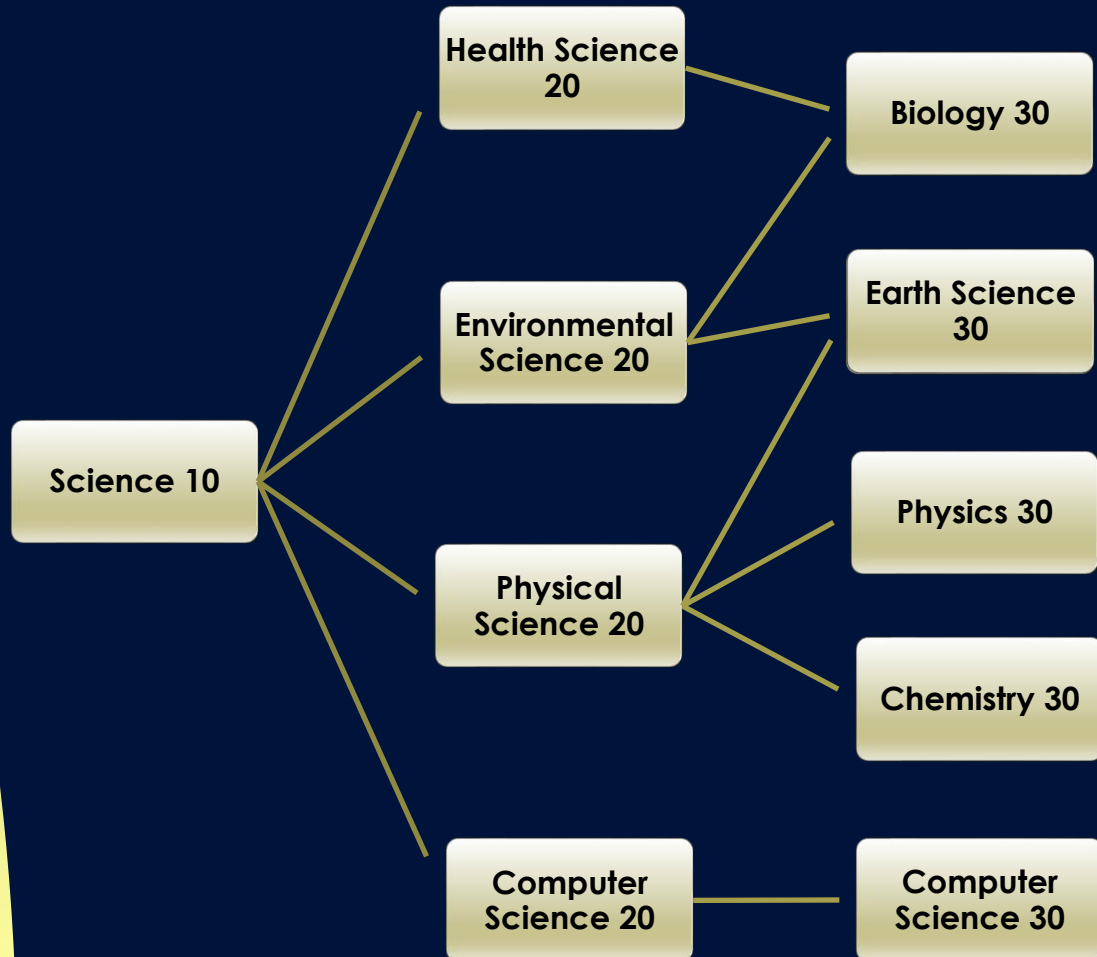 Science 10
Health Science
20
Environmental
Science 20
Physical
Science 20
Computer
Science 20
Biology 30
Earth Science
30
Physics 30
Chemistry 30
Computer
Science 30